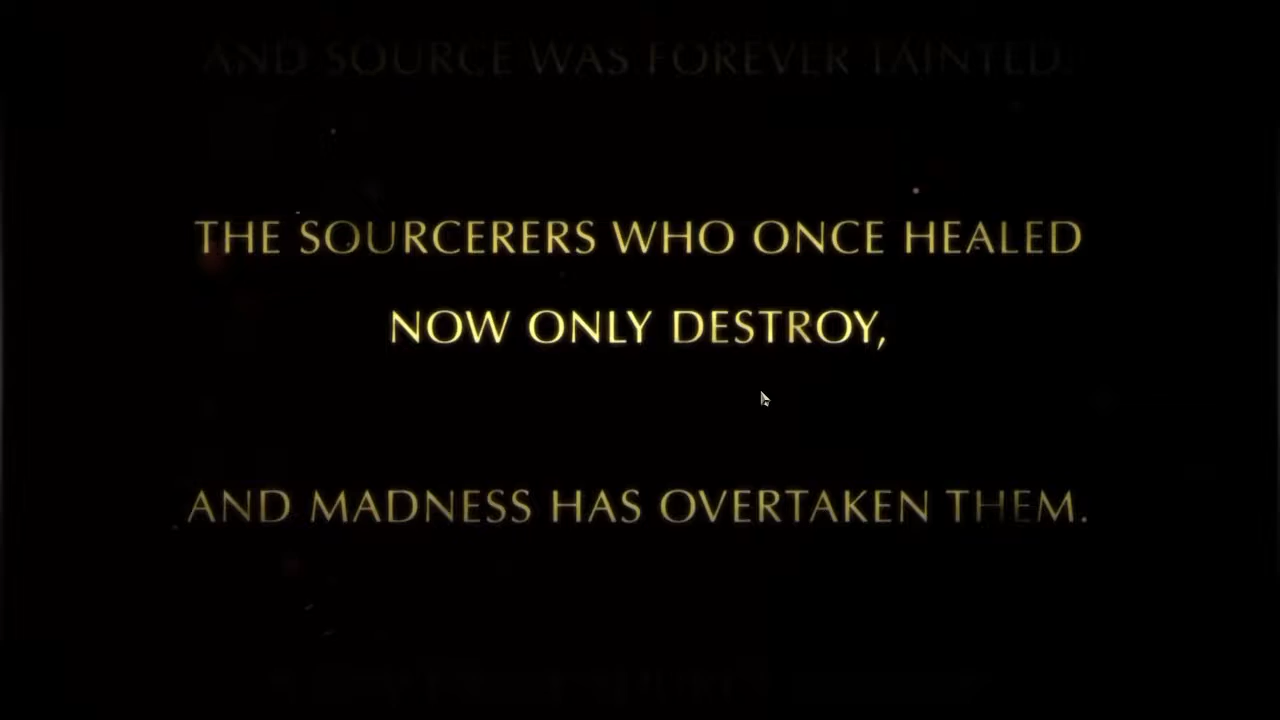 AND SOURCE WAS FOREVER TAINTED.
THE SOURCERERS WHO ONCE HEALED
NOW ONLY DESTROY,
AND MADNESS HAS OVERTAKEN THEM.